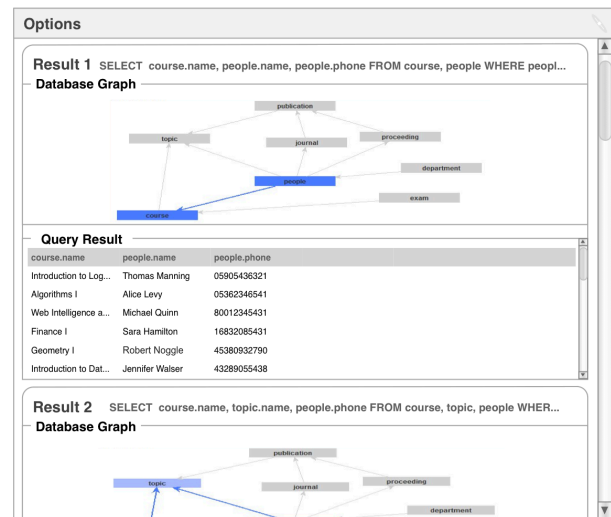 Options
Result 1 SELECT course.name, people.name, people.phone FROM course, people WHERE peopl...
Database Graph
publication
topic
journal
proceeding
department
people
exam
course
Query Result
course.name people.name people.phone
Introduction to Log... Thomas Manning 05905436321
Algorithms I Alice Levy 05362346541
Web Intelligence a... Michael Quinn 80012345431
Finance I Sara Hamilton 16832085431
Geometry I Robert Noggle 45380932790
Introduction to Dat... Jennifer Walser 43289055438
Result 2 SELECT course.name, topic.name, people.phone FROM course, topic, people WHER...
Database Graph
publication
topic
journal
proceeding
department